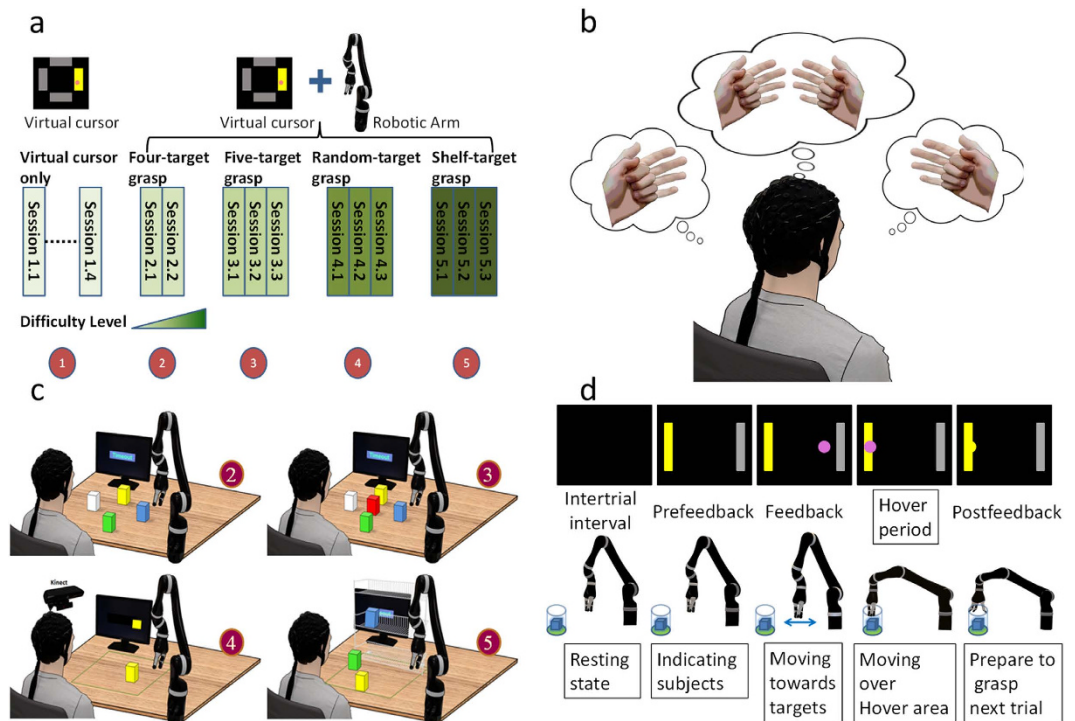 a
Virtual cursor
Virtual cursor
Robotic Arm
Virtual cursor
only
Four-target
grasp
Five-target
grasp
Random-target
grasp
Shelf-target
grasp
Session 1.1
Session 1.4
Session 2.1
Session 2.2
Session 3.1
Session 3.2
Session 3.3
Session 4.1
Session 4.2
Session 4.3
Session 5.1
Session 5.2
Session 5.3
Difficulty Level
1
2
3
4
5
b
c
2
3
Kinect
4
5
d
Intertrial
interval
Prefeedback
Feedback
Hover
period
Postfeedback
Resting
state
Indicating
subjects
Moving
towards
targets
Moving
over
Hover area
Prepare to
grasp
next trial